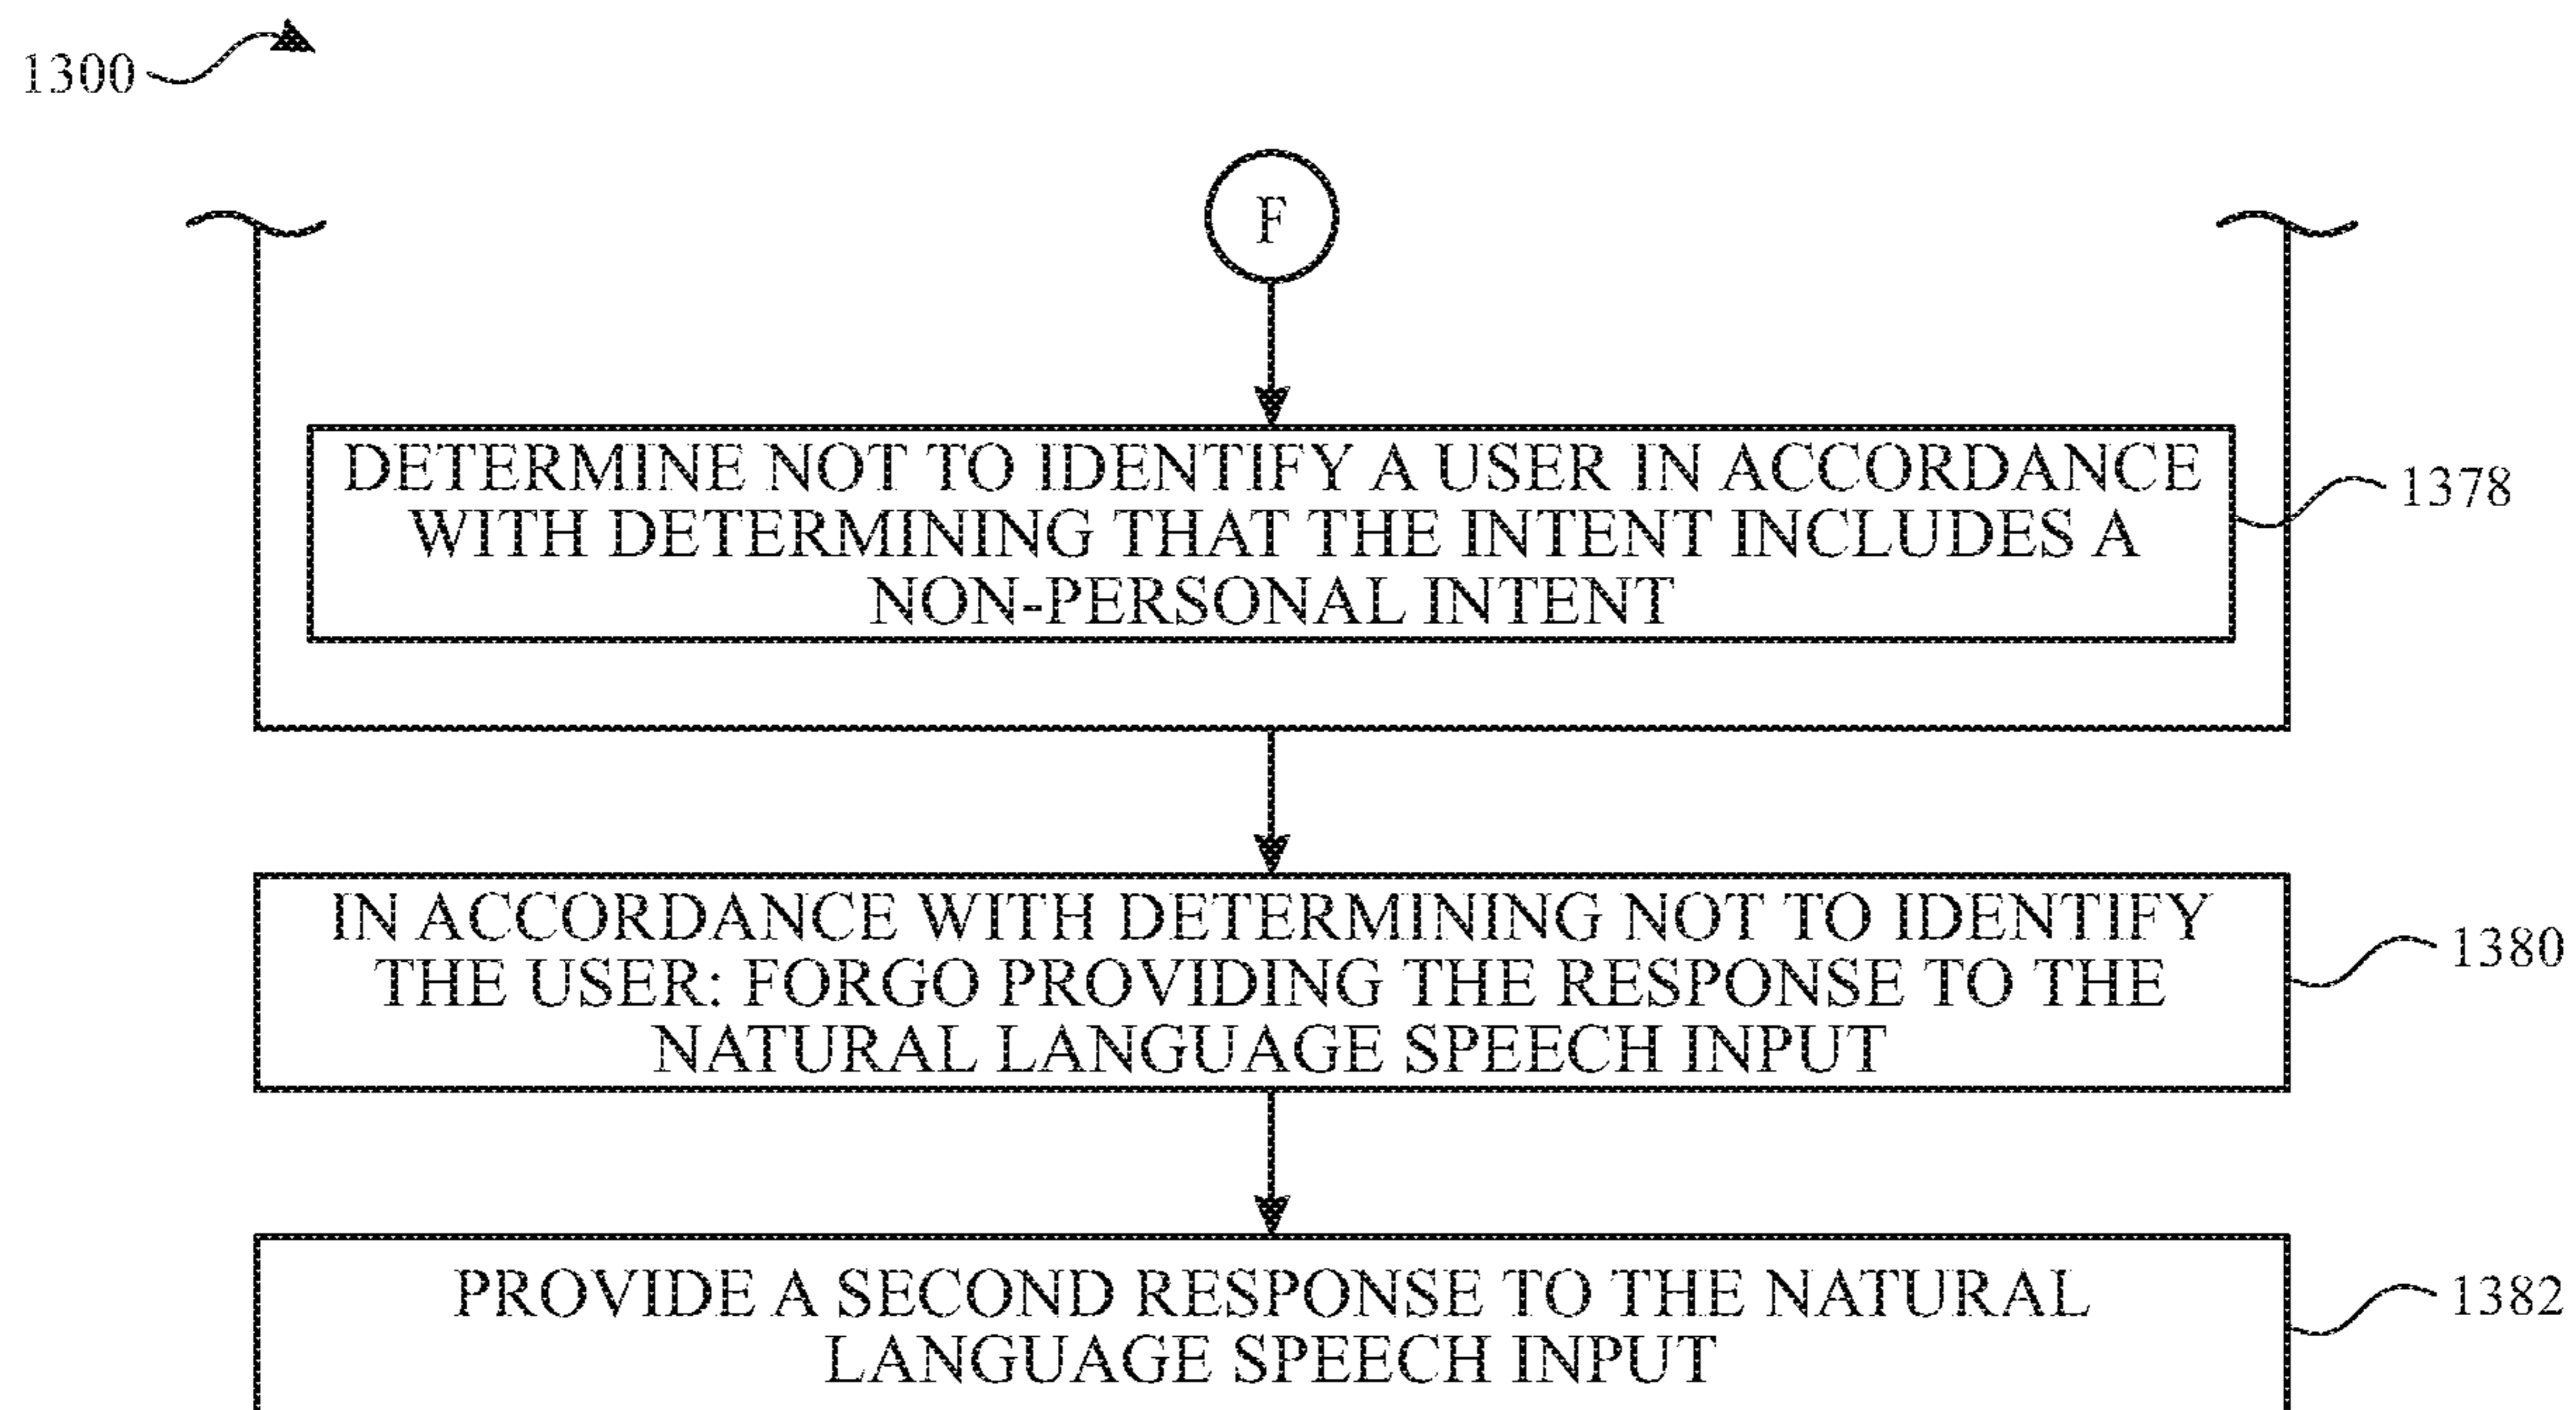 1300
F
DETERMINE NOT TO IDENTIFY A USER IN ACCORDANCE
WITH DETERMINING THAT THE INTENT INCLUDES A
NON-PERSONAL INTENT
1378
IN ACCORDANCE WITH DETERMINING NOT TO IDENTIFY
THE USER: FORGO PROVIDING THE RESPONSE TO THE
NATURAL LANGUAGE SPEECH INPUT
1380
PROVIDE A SECOND RESPONSE TO THE NATURAL
LANGUAGE SPEECH INPUT
1382